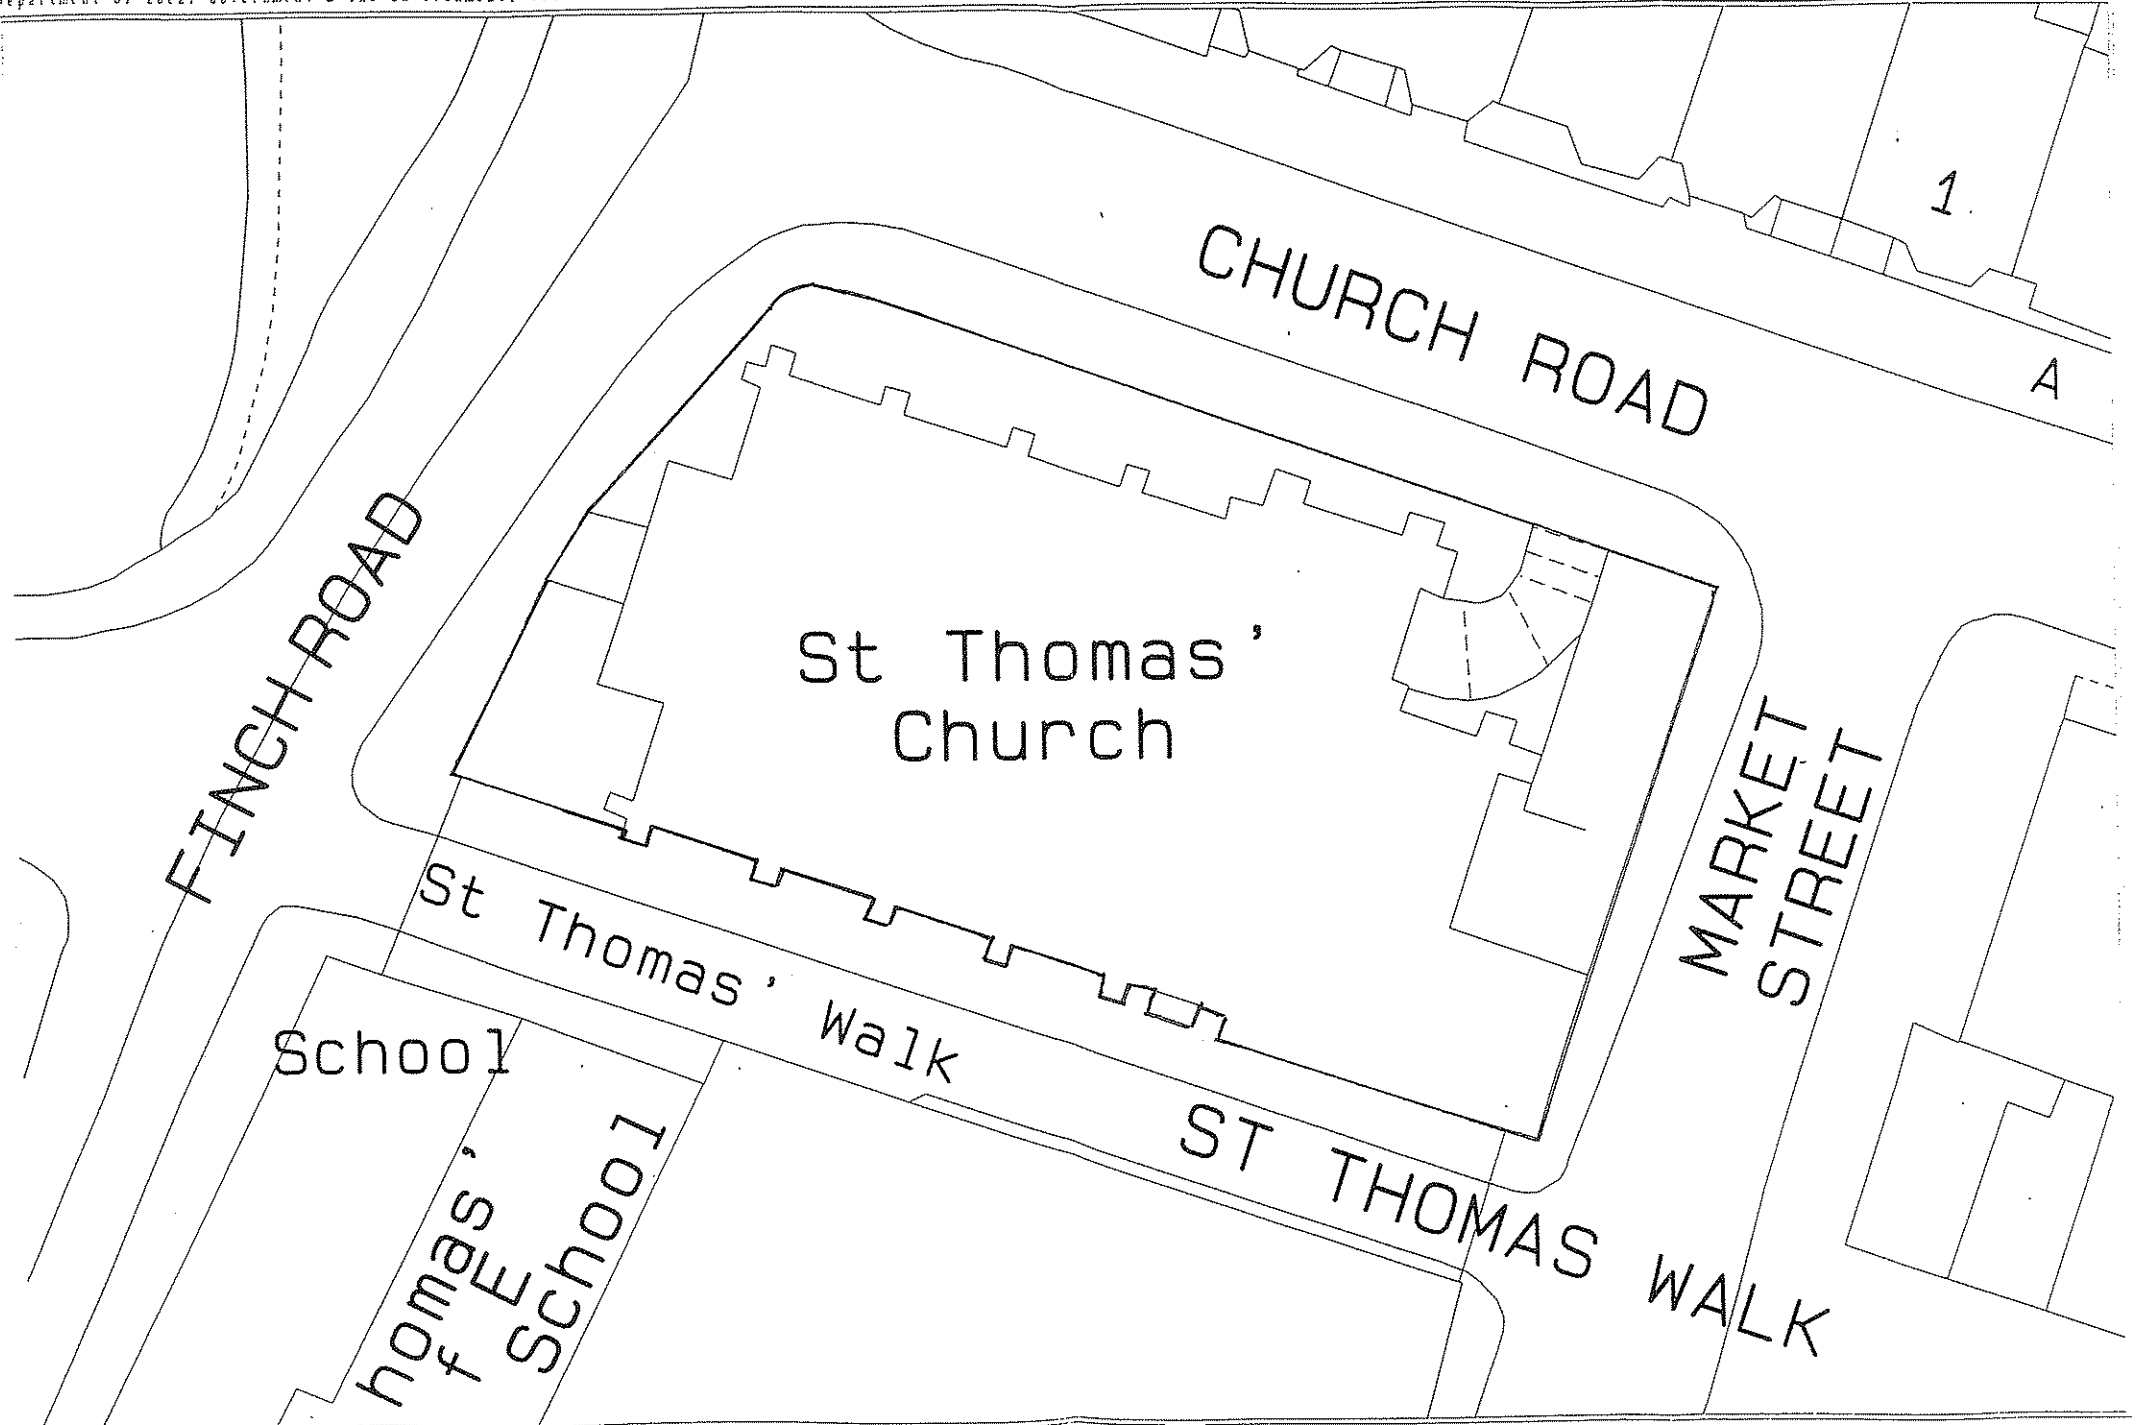 1
CHURCH ROAD
A
FINCH ROAD
St Thomas'
Church
MARKET
STREET
St Thomas' Walk
School
ST THOMAS WALK
homas'
f E
School